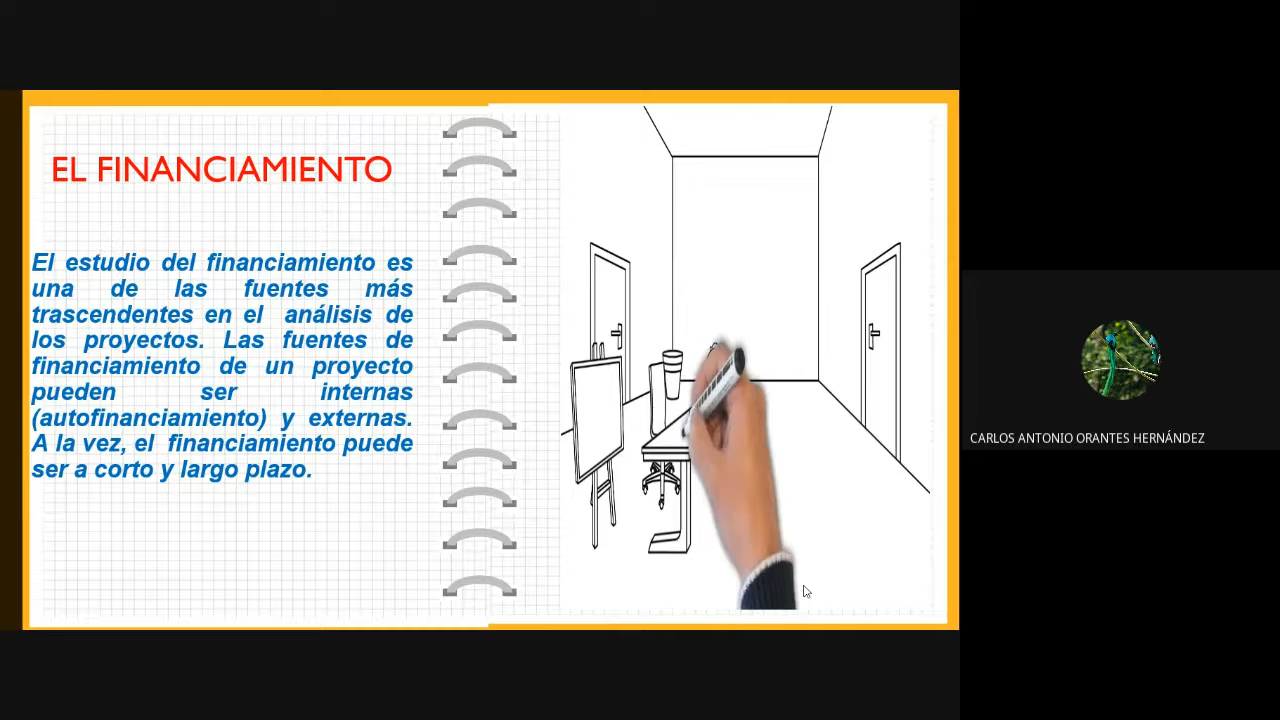 EL FINANCIAMIENTO
El estudio del financiamiento es
una de las fuentes más
trascendentes en el análisis de
los proyectos. Las fuentes de
financiamiento de un proyecto
pueden ser internas
(autofinanciamiento) y externas.
A la vez, el financiamiento puede
ser a corto y largo plazo.
CARLOS ANTONIO ORANTES HERNÁNDEZ